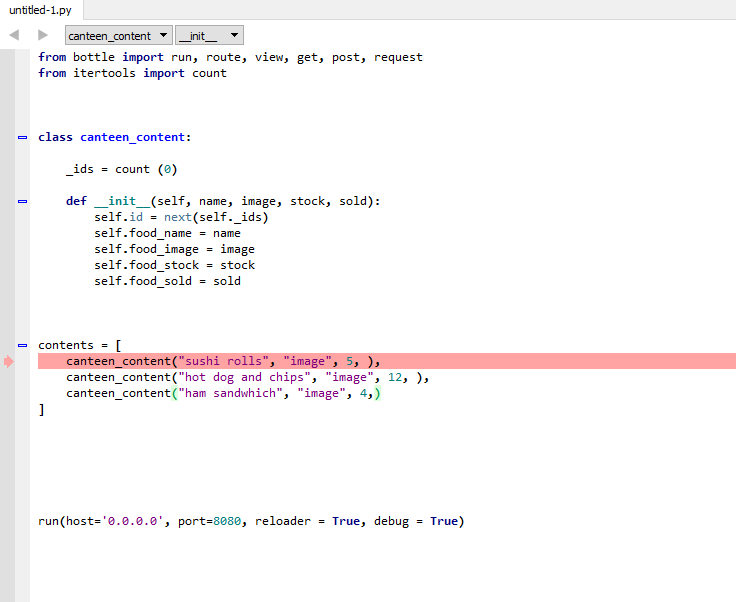 untitled-1.py
canteen_content __init__
from bottle import run, route, view, get, post, request
from itertools import count
class canteen_content:
    _ids = count (0)
    def __init__(self, name, image, stock, sold):
        self.id = next(self._ids)
        self.food_name = name
        self.food_image = image
        self.food_stock = stock
        self.food_sold = sold
contents = [
    canteen_content("sushi rolls", "image", 5, ),
    canteen_content("hot dog and chips", "image", 12, ),
    canteen_content("ham sandwhich", "image", 4,)
]
run(host='0.0.0.0', port=8080, reloader = True, debug = True)